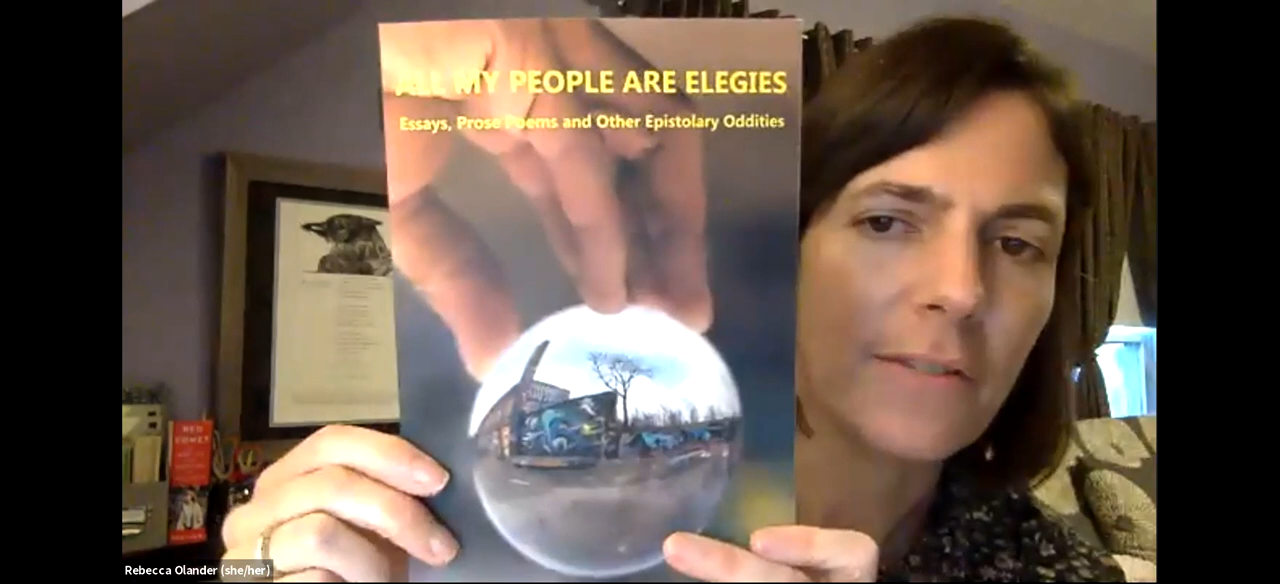 ALL MY PEOPLE ARE ELEGIES
Essays, Prose Poems and Other Epistolary Oddities
RED
COMET
Rebecca Olander (she/her)